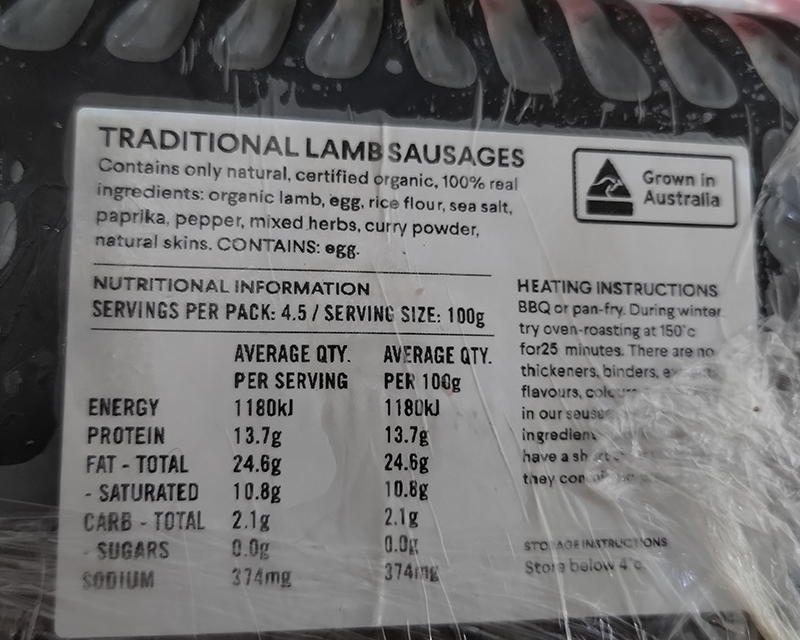 TRADITIONAL LAMB SAUSAGES
Contains only natural, certified organic, 100% real
ingredients: organic lamb, egg, rice flour, sea salt,
paprika, pepper, mixed herbs, curry powder,
natural skins. CONTAINS: egg.
Grown in
Australia
NUTRITIONAL INFORMATION
SERVINGS PER PACK: 4.5 / SERVING SIZE: 100g
AVERAGE QTY. AVERAGE QTY.
PER SERVING PER 100g
ENERGY 1180kJ 1180kJ
PROTEIN 13.7g 13.7g
FAT - TOTAL 24.6g 24.6g
- SATURATED 10.8g 10.8g
CARB - TOTAL 2.1g 2.1g
- SUGARS 0.0g 0.0g
SODIUM 374mg 374mg
HEATING INSTRUCTIONS
BBQ or pan-fry. During winter
try oven-roasting at 150°c
for25 minutes. There are no
thickeners, binders,
flavours,
in our
have a
they
STORAGE INSTRUCTIONS
Store below 4°c.